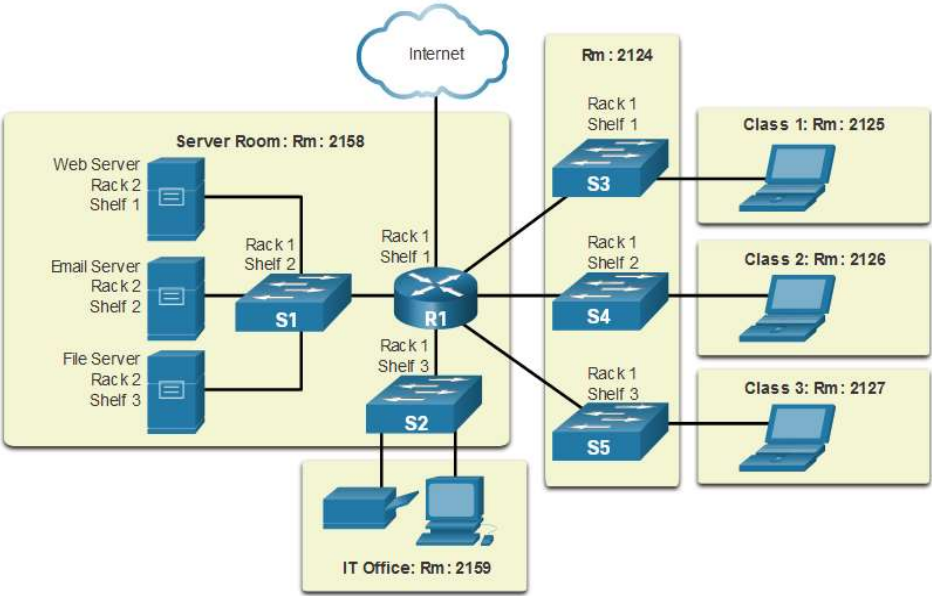 Internet
Rm: 2124
Rack 1
Shelf 1
S3
Class 1: Rm: 2125
Server Room: Rm: 2158
Web Server
Rack 2
Shelf 1
Rack 1
Shelf 2
S1
Rack 1
Shelf 1
R1
Rack 1
Shelf 2
S4
Class 2: Rm: 2126
Email Server
Rack 2
Shelf 2
File Server
Rack 2
Shelf 3
Rack 1
Shelf 3
S2
Rack 1
Shelf 3
S5
Class 3: Rm: 2127
IT Office: Rm: 2159